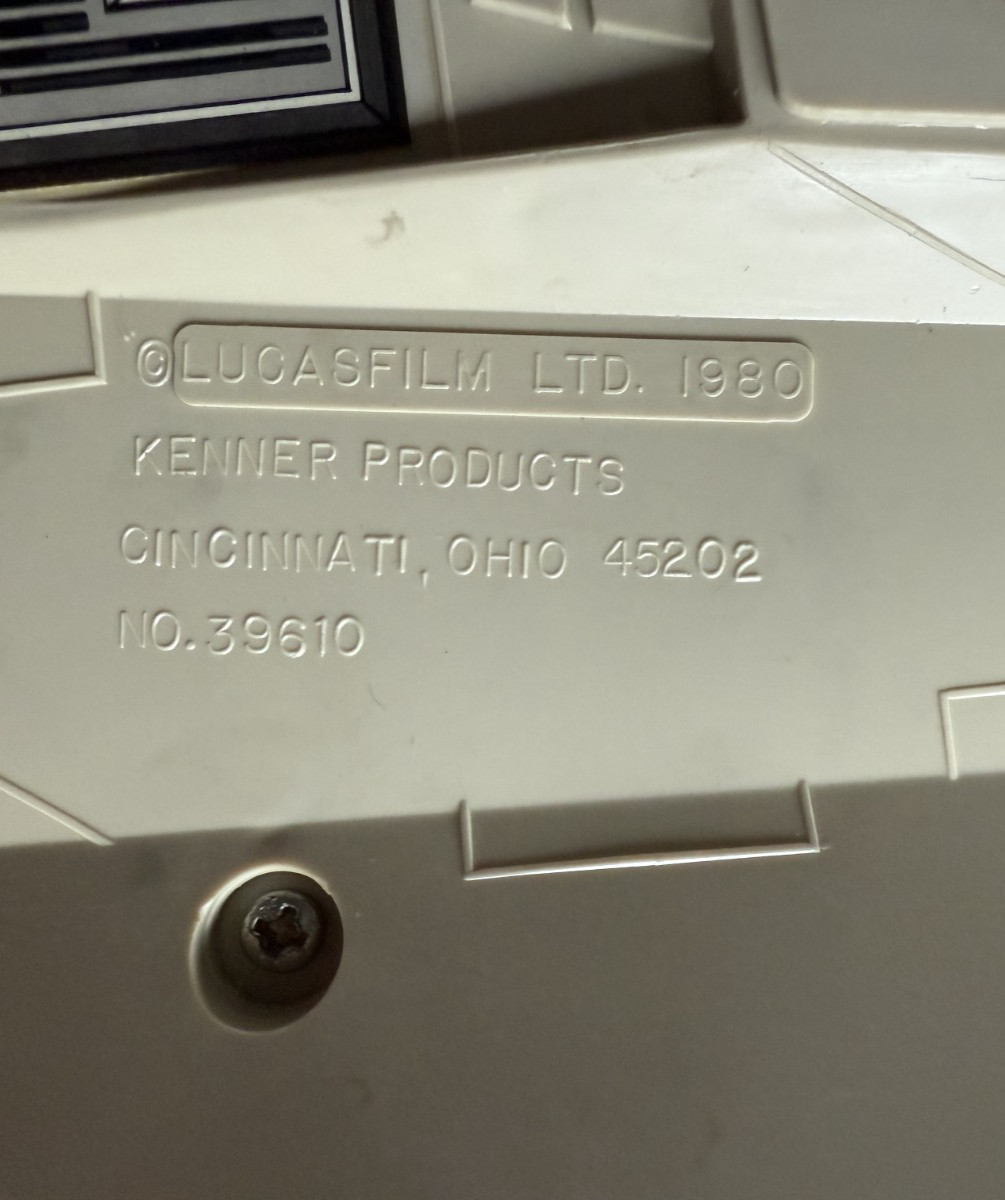 ©LUCASFILM LTD. 1980
KENNER PRODUCTS
CINCINNATI, OHIO 45202
NO.39610